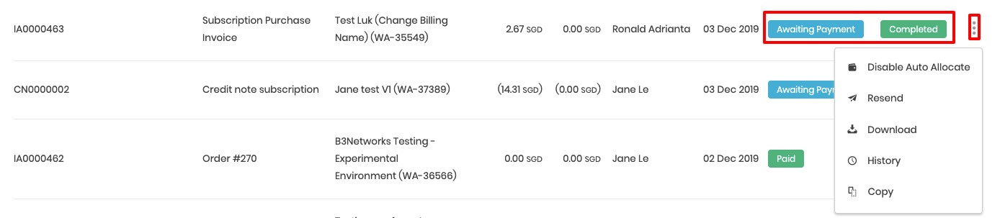 IA0000463
Subscription Purchase
Invoice
Test Luk (Change Billing
Name) (WA-35549)
2.67 SGD
0.00 SGD
Ronald Adrianta
03 Dec 2019
Awaiting Payment
Completed
Disable Auto Allocate
Resend
Download
History
Copy
CN0000002
Credit note subscription
Jane test V1 (WA-37389)
(14.31 SGD)
(0.00 SGD)
Jane Le
03 Dec 2019
Awaiting Payr
IA0000462
Order #270
B3Networks Testing -
Experimental
Environment (WA-36566)
0.00 SGD
0.00 SGD
Jane Le
02 Dec 2019
Paid